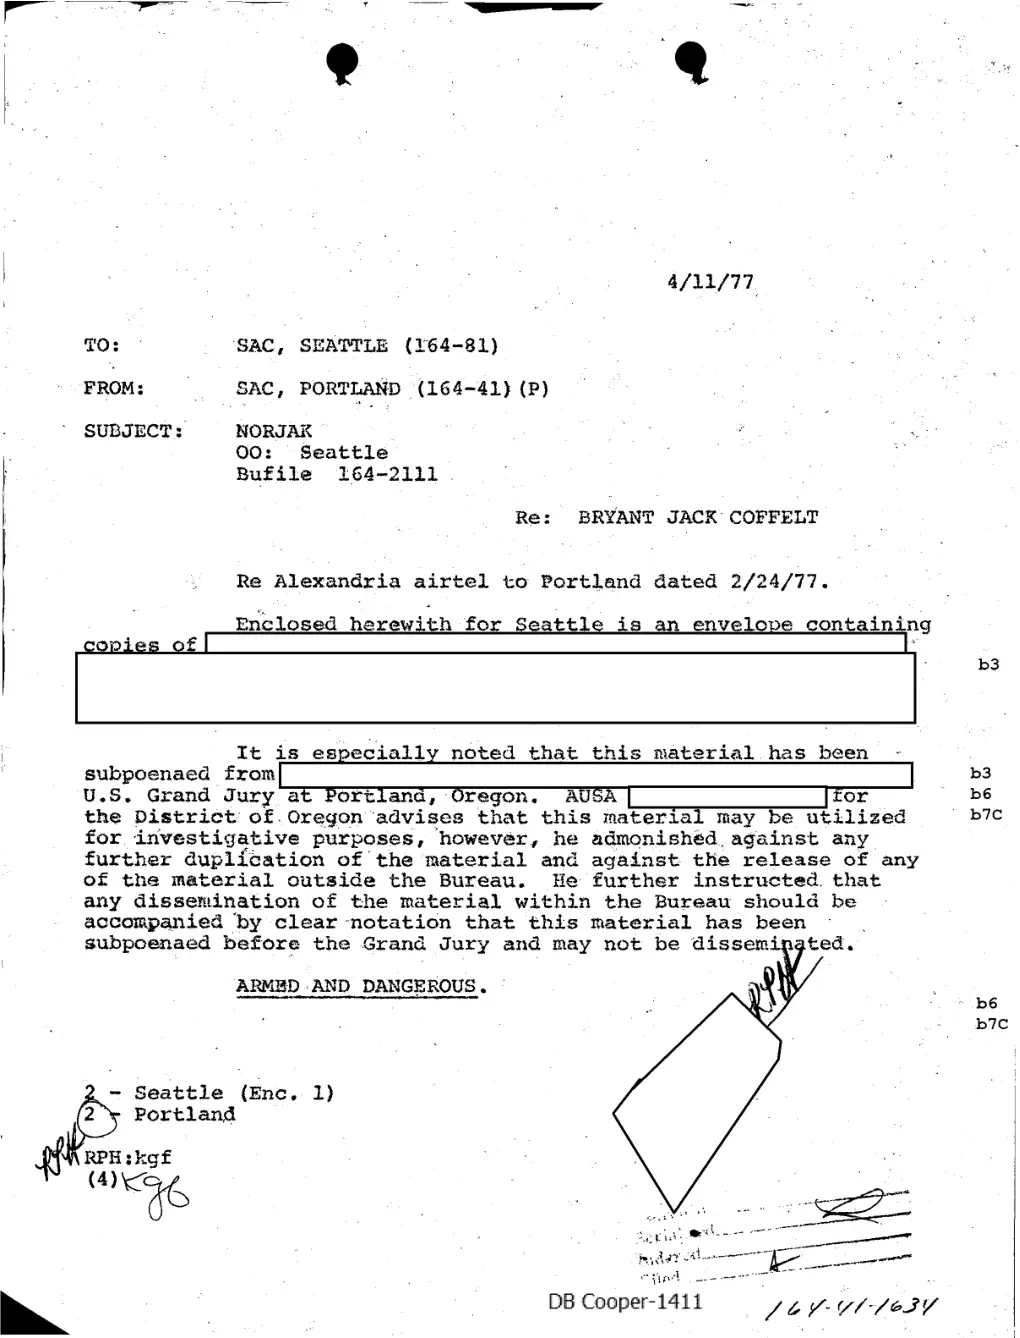 4/11/77
TO: SAC, SEATTLE (164-81)
FROM: SAC, PORTLAND (164-41)(P)
SUBJECT: NORJAK
OO: Seattle
Bufile 164-2111
Re: BRYANT JACK COFFELT
Re Alexandria airtel to Portland dated 2/24/77.
Enclosed herewith for Seattle is an envelope containing
copies of
b3
It is especially noted that this material has been
subpoenaed from b3
U.S. Grand Jury at Portland, Oregon. AUSA for b6
the District of Oregon advises that this material may be utilized b7C
for investigative purposes, however, he admonished against any
further duplication of the material and against the release of any
of the material outside the Bureau. He further instructed that
any dissemination of the material within the Bureau should be
accompanied by clear notation that this material has been
subpoenaed before the Grand Jury and may not be disseminated.
RPH
ARMED AND DANGEROUS.
b6
b7C
2 - Seattle (Enc. 1)
2 - Portland
RPH RPH:kgf
(4) kgf
DB Cooper-1411
164-41-1634